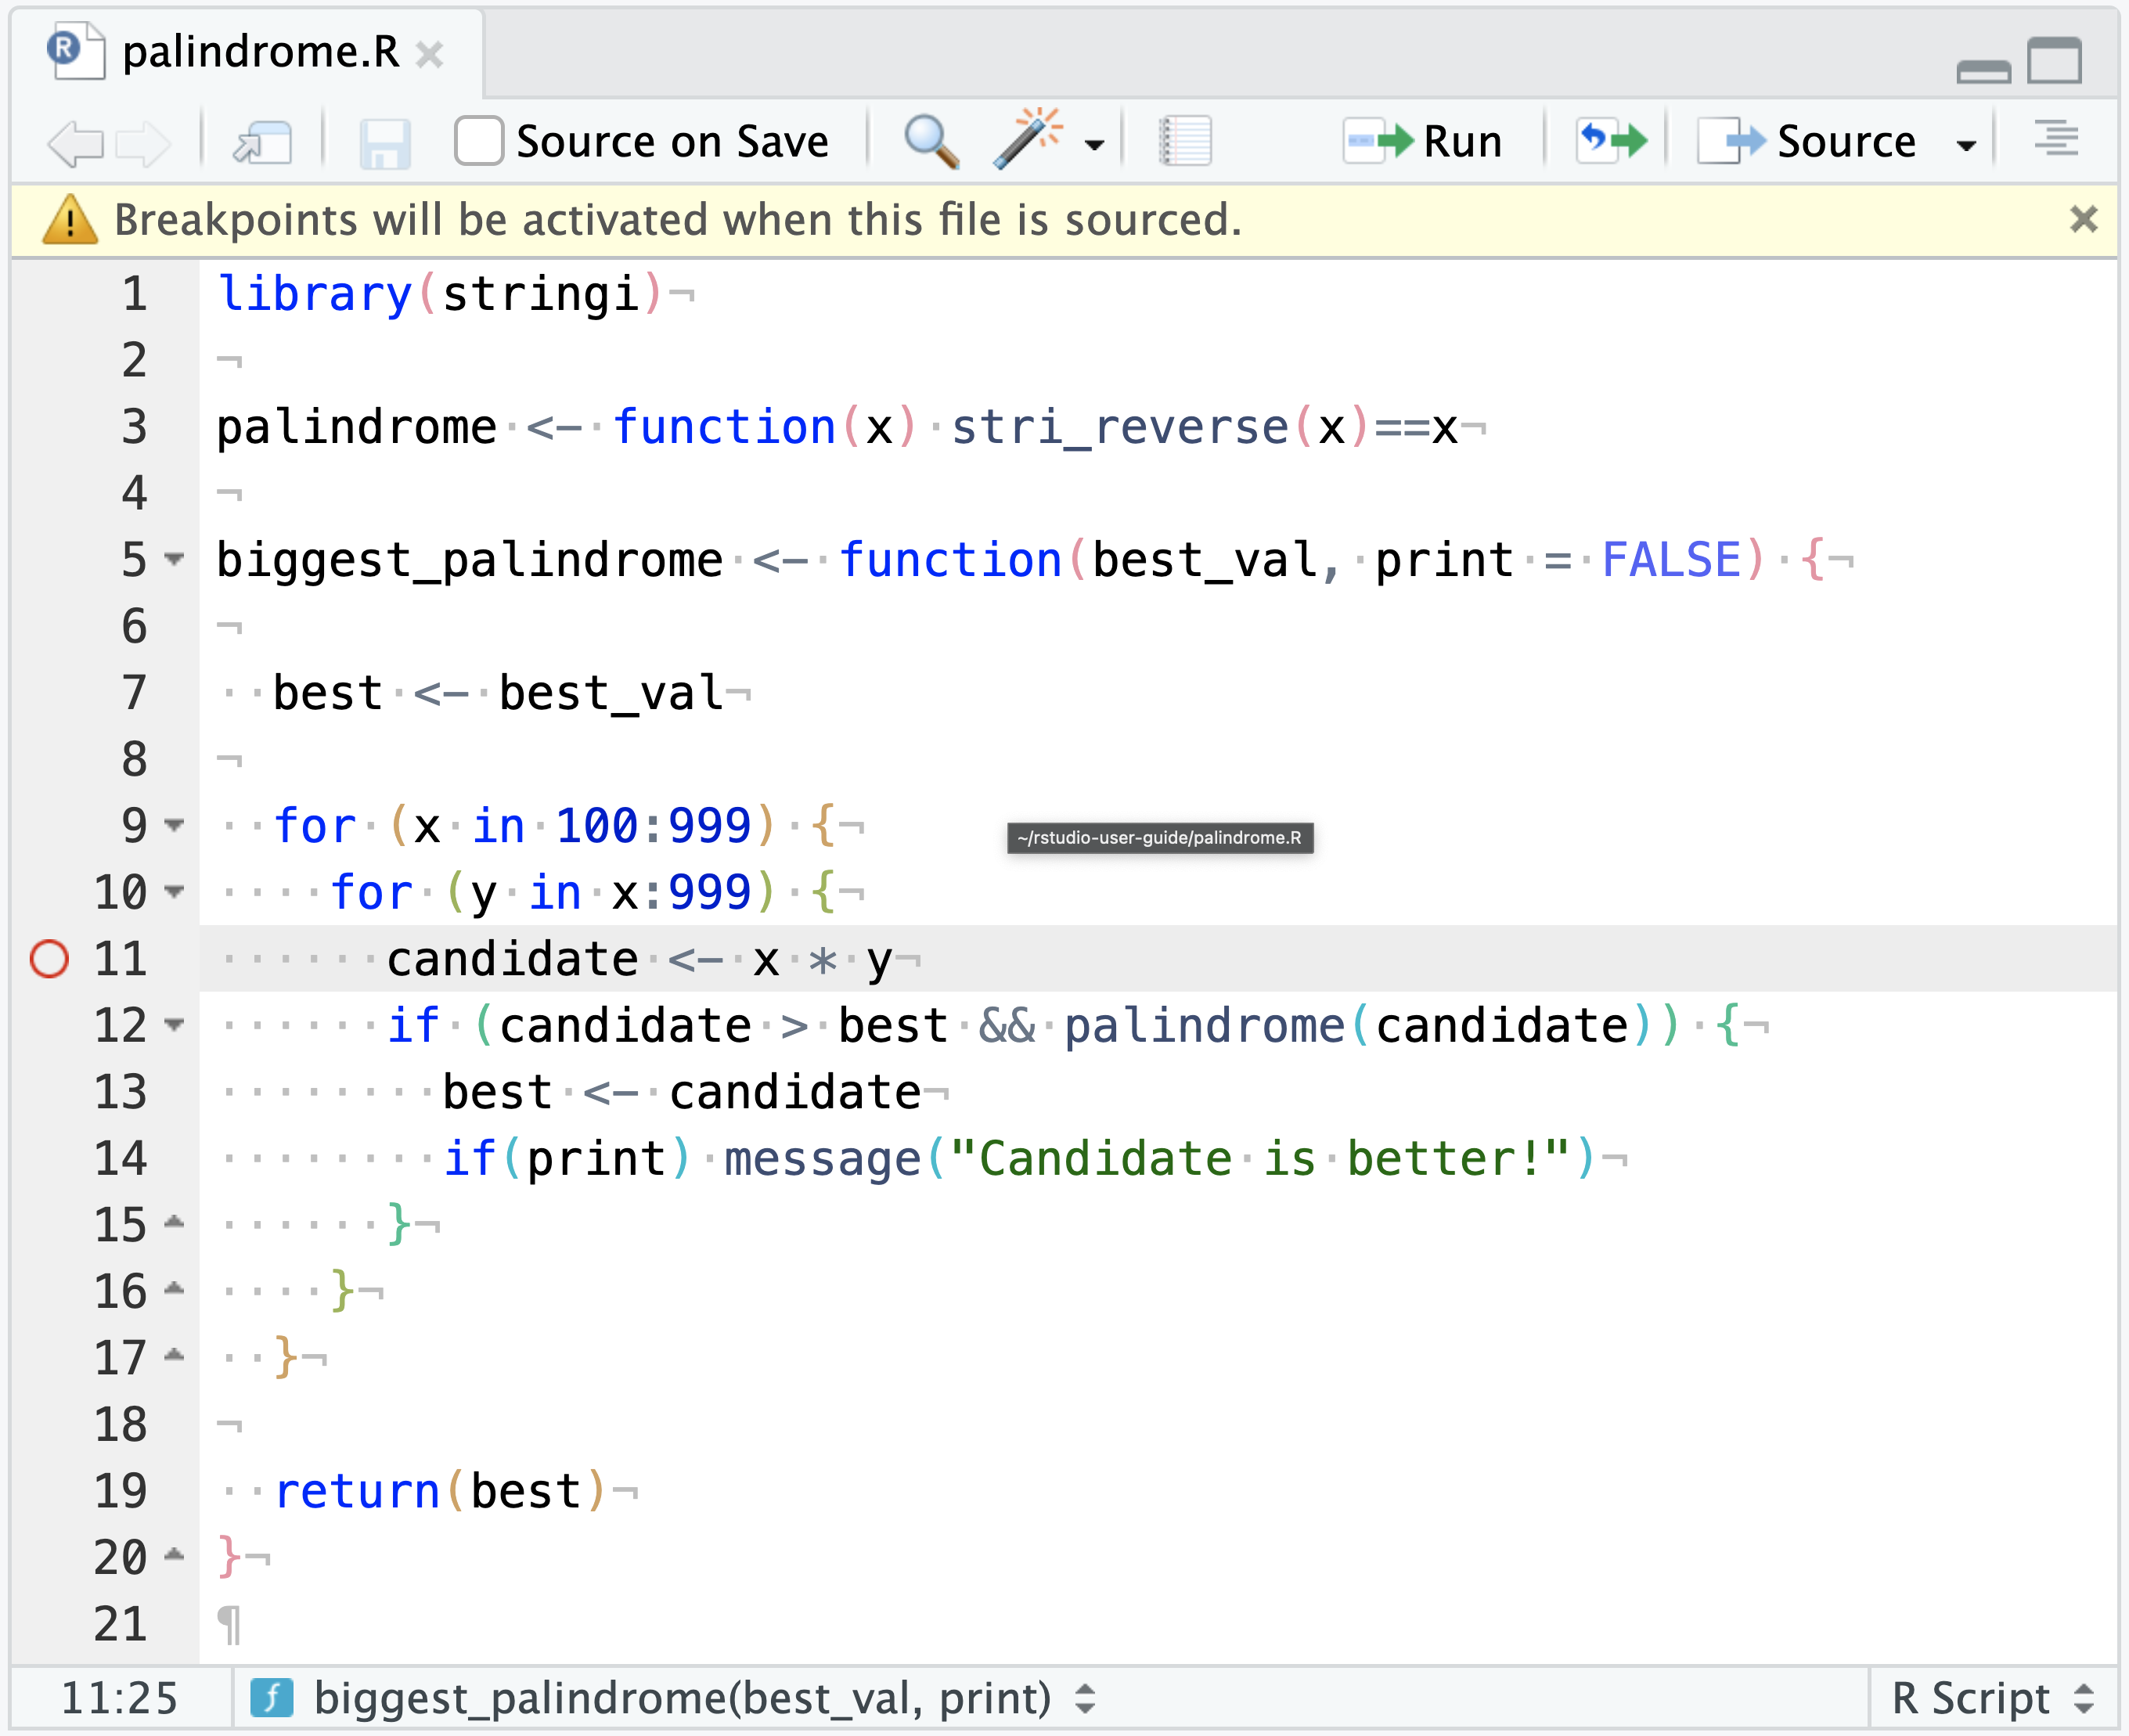 palindrome.R
Source on Save Run Source
Breakpoints will be activated when this file is sourced.
1 library(stringi)¬
2 ¬
3 palindrome·<-·function(x)·stri_reverse(x)==x¬
4 ¬
5 biggest_palindrome·<-·function(best_val,·print·=·FALSE)·{¬
6 ¬
7 ··best·<-·best_val¬
8 ¬
9 ··for·(x·in·100:999)·{¬
~/rstudio-user-guide/palindrome.R
10 ····for·(y·in·x:999)·{¬
11 ······candidate·<-·x·*·y¬
12 ······if·(candidate·>·best·&&·palindrome(candidate))·{¬
13 ········best·<-·candidate¬
14 ········if(print)·message("Candidate·is·better!")¬
15 ······}¬
16 ····}¬
17 ··}¬
18 ¬
19 ··return(best)¬
20 }¬
21 ¶
11:25 biggest_palindrome(best_val, print) R Script